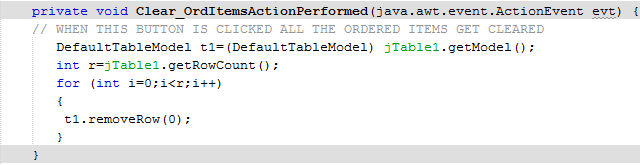 private void Clear_OrdItemsActionPerformed(java.awt.event.ActionEvent evt) {
// WHEN THIS BUTTON IS CLICKED ALL THE ORDERED ITEMS GET CLEARED
DefaultTableModel t1=(DefaultTableModel) jTable1.getModel();
int r=jTable1.getRowCount();
for (int i=0;i<r;i++)
{
t1.removeRow(0);
}
}